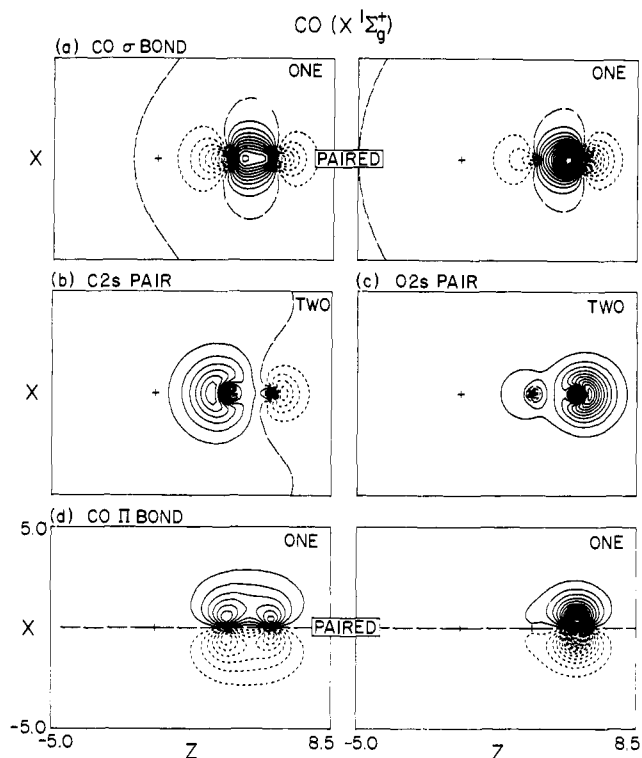 CO (X ¹Σg⁺)
(a) CO σ BOND
ONE
ONE
X
PAIRED
(b) C2s PAIR
(c) O2s PAIR
TWO
TWO
X
(d) CO Π BOND
5.0
ONE
ONE
X
PAIRED
-5.0
-5.0 Z 8.5 -5.0 Z 8.5